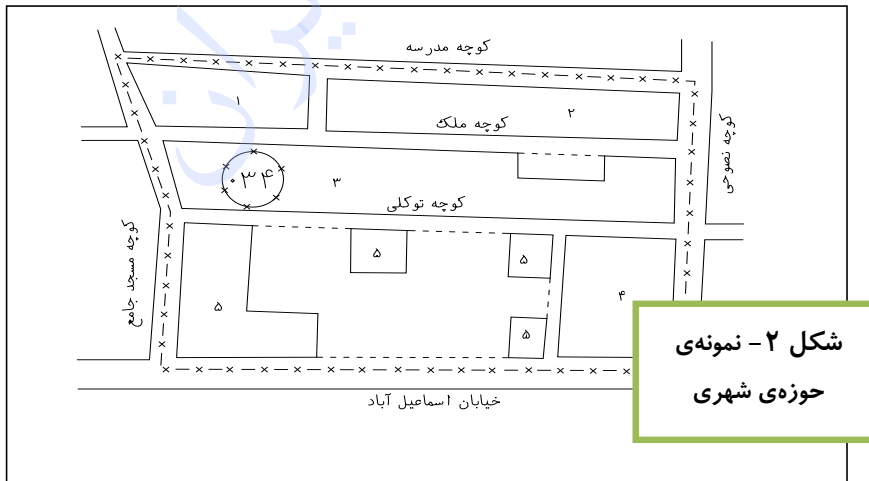 کوچه مدرسه
۱
۲
کوچه ملک
کوچه نصوحی
۰۳۴
۳
کوچه توکلی
کوچه مسجد جامع
۵
۵
۵
۴
۵
خیابان اسماعیل آباد
شکل ۲- نمونه‌ی
حوزه‌ی شهری
ایران